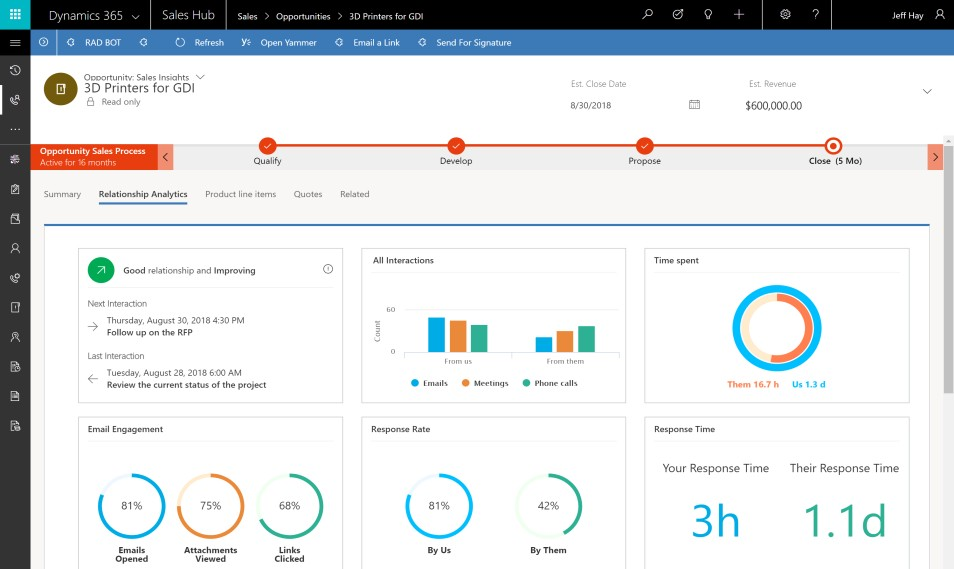 Dynamics 365
Sales Hub
Sales > Opportunities > 3D Printers for GDI
?
Jeff Hay
RAD BOT
Refresh
Open Yammer
Email a Link
Send For Signature
Opportunity: Sales Insights
3D Printers for GDI
Read only
Est. Close Date
8/30/2018
Est. Revenue
$600,000.00
Opportunity Sales Process
Active for 16 months
Qualify
Develop
Propose
Close (5 Mo)
Summary
Relationship Analytics
Product line items
Quotes
Related
Good relationship and Improving
Next Interaction
Thursday, August 30, 2018 4:30 PM
Follow up on the RFP
Last Interaction
Tuesday, August 28, 2018 6:00 AM
Review the current status of the project
All Interactions
60
Count
0
From us
From them
Emails
Meetings
Phone calls
Time spent
Them 16.7 h
Us 1.3 d
Email Engagement
81%
75%
68%
Emails Opened
Attachments Viewed
Links Clicked
Response Rate
81%
42%
By Us
By Them
Response Time
Your Response Time
Their Response Time
3h
1.1d